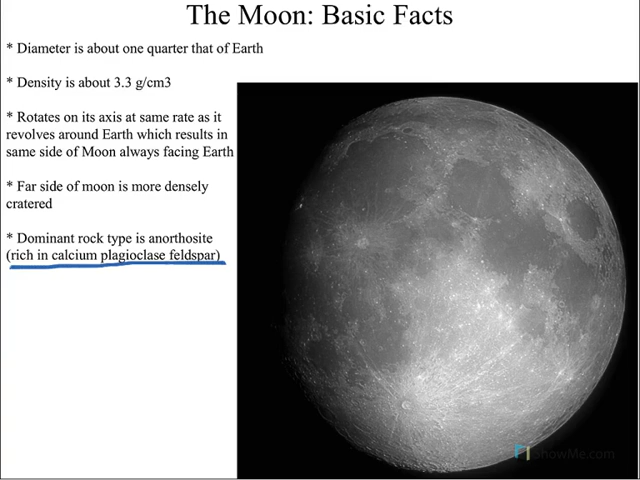 The Moon: Basic Facts
* Diameter is about one quarter that of Earth
* Density is about 3.3 g/cm3
* Rotates on its axis at same rate as it
revolves around Earth which results in
same side of Moon always facing Earth
* Far side of moon is more densely
cratered
* Dominant rock type is anorthosite
(rich in calcium plagioclase feldspar)
ShowMe.com